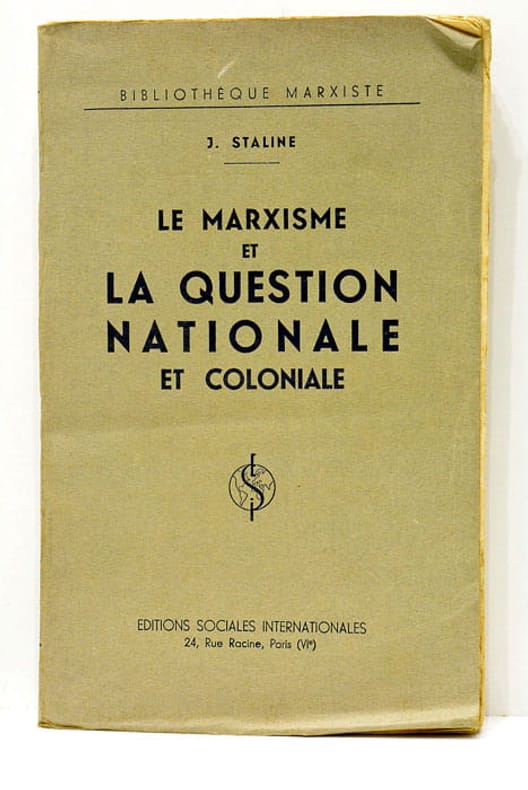 BIBLIOTHÈQUE MARXISTE
J. STALINE
LE MARXISME
ET
LA QUESTION
NATIONALE
ET COLONIALE
ESI
EDITIONS SOCIALES INTERNATIONALES
24, Rue Racine, Paris (VIᵉ)